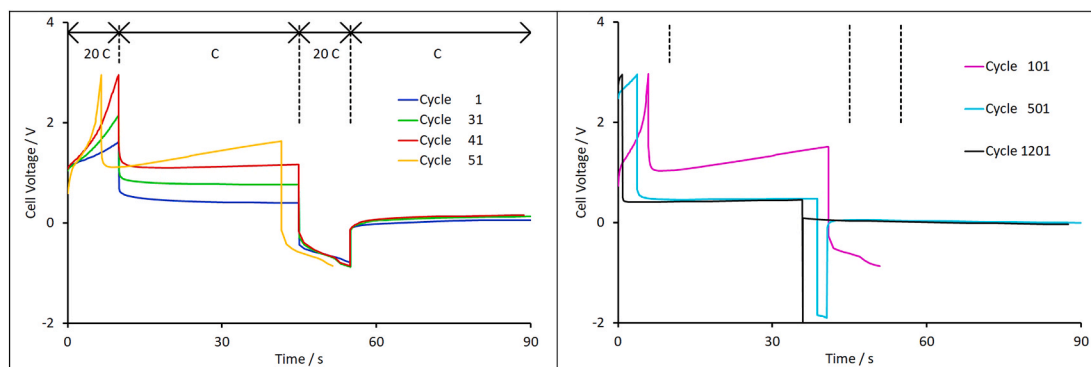 4
2
0
-2
Cell Voltage / V
20 C
C
20 C
C
Cycle 1
Cycle 31
Cycle 41
Cycle 51
0
30
60
90
Time / s
4
2
0
-2
Cell Voltage / V
Cycle 101
Cycle 501
Cycle 1201
0
30
60
90
Time / s